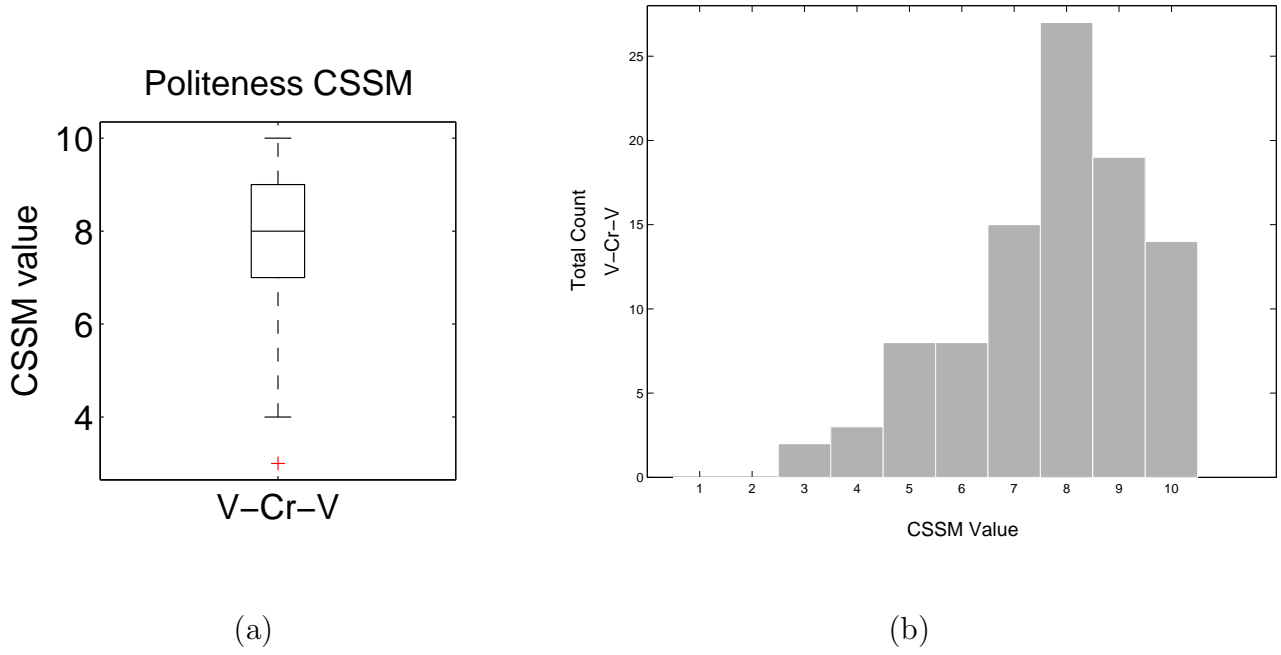 Politeness CSSM
10
8
6
4
CSSM value
V−Cr−V
(a)
25
20
15
10
5
0
Total Count
V−Cr−V
1 2 3 4 5 6 7 8 9 10
CSSM Value
(b)